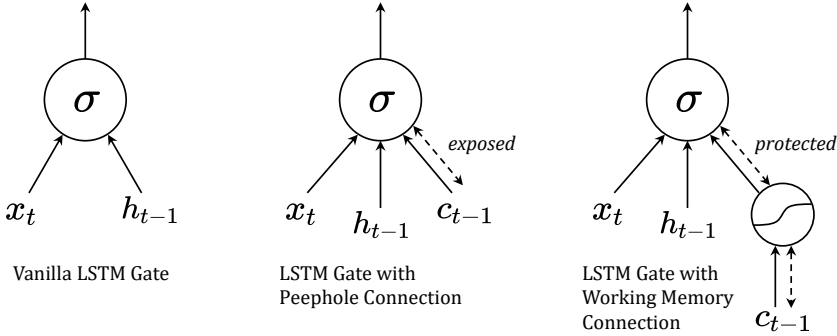 σ
x_t
h_{t−1}
Vanilla LSTM Gate
σ
exposed
x_t
h_{t−1}
c_{t−1}
LSTM Gate with
Peephole Connection
σ
protected
x_t
h_{t−1}
c_{t−1}
LSTM Gate with
Working Memory
Connection